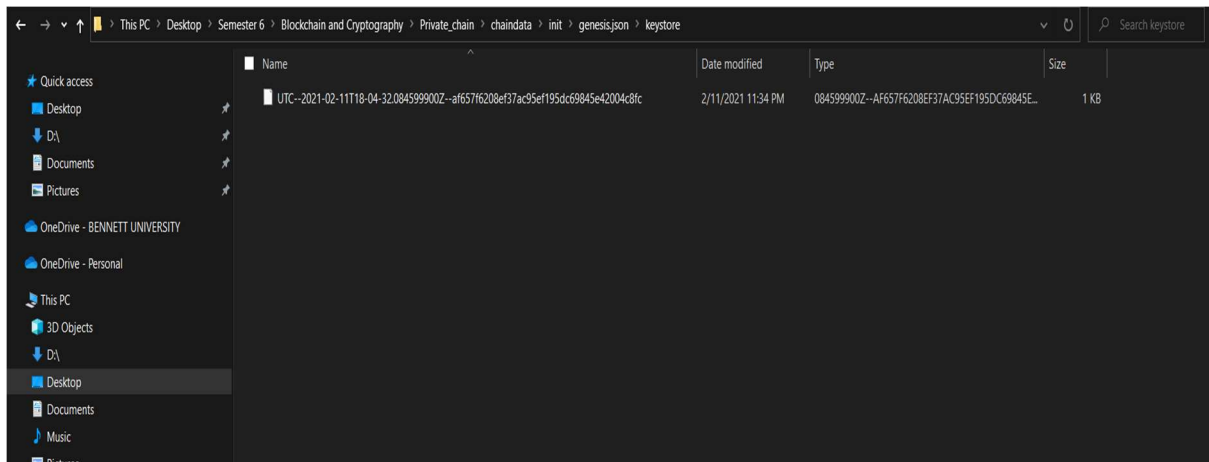 This PC > Desktop > Semester 6 > Blockchain and Cryptography > Private_chain > chaindata > init > genesis.json > keystore
Search keystore
Name Date modified Type Size
UTC--2021-02-11T18-04-32.084599900Z--af657f6208ef37ac95ef195dc69845e42004c8fc 2/11/2021 11:34 PM 084599900Z--AF657F6208EF37AC95EF195DC69845E... 1 KB
Quick access
Desktop
D:\
Documents
Pictures
OneDrive - BENNETT UNIVERSITY
OneDrive - Personal
This PC
3D Objects
D:\
Desktop
Documents
Music